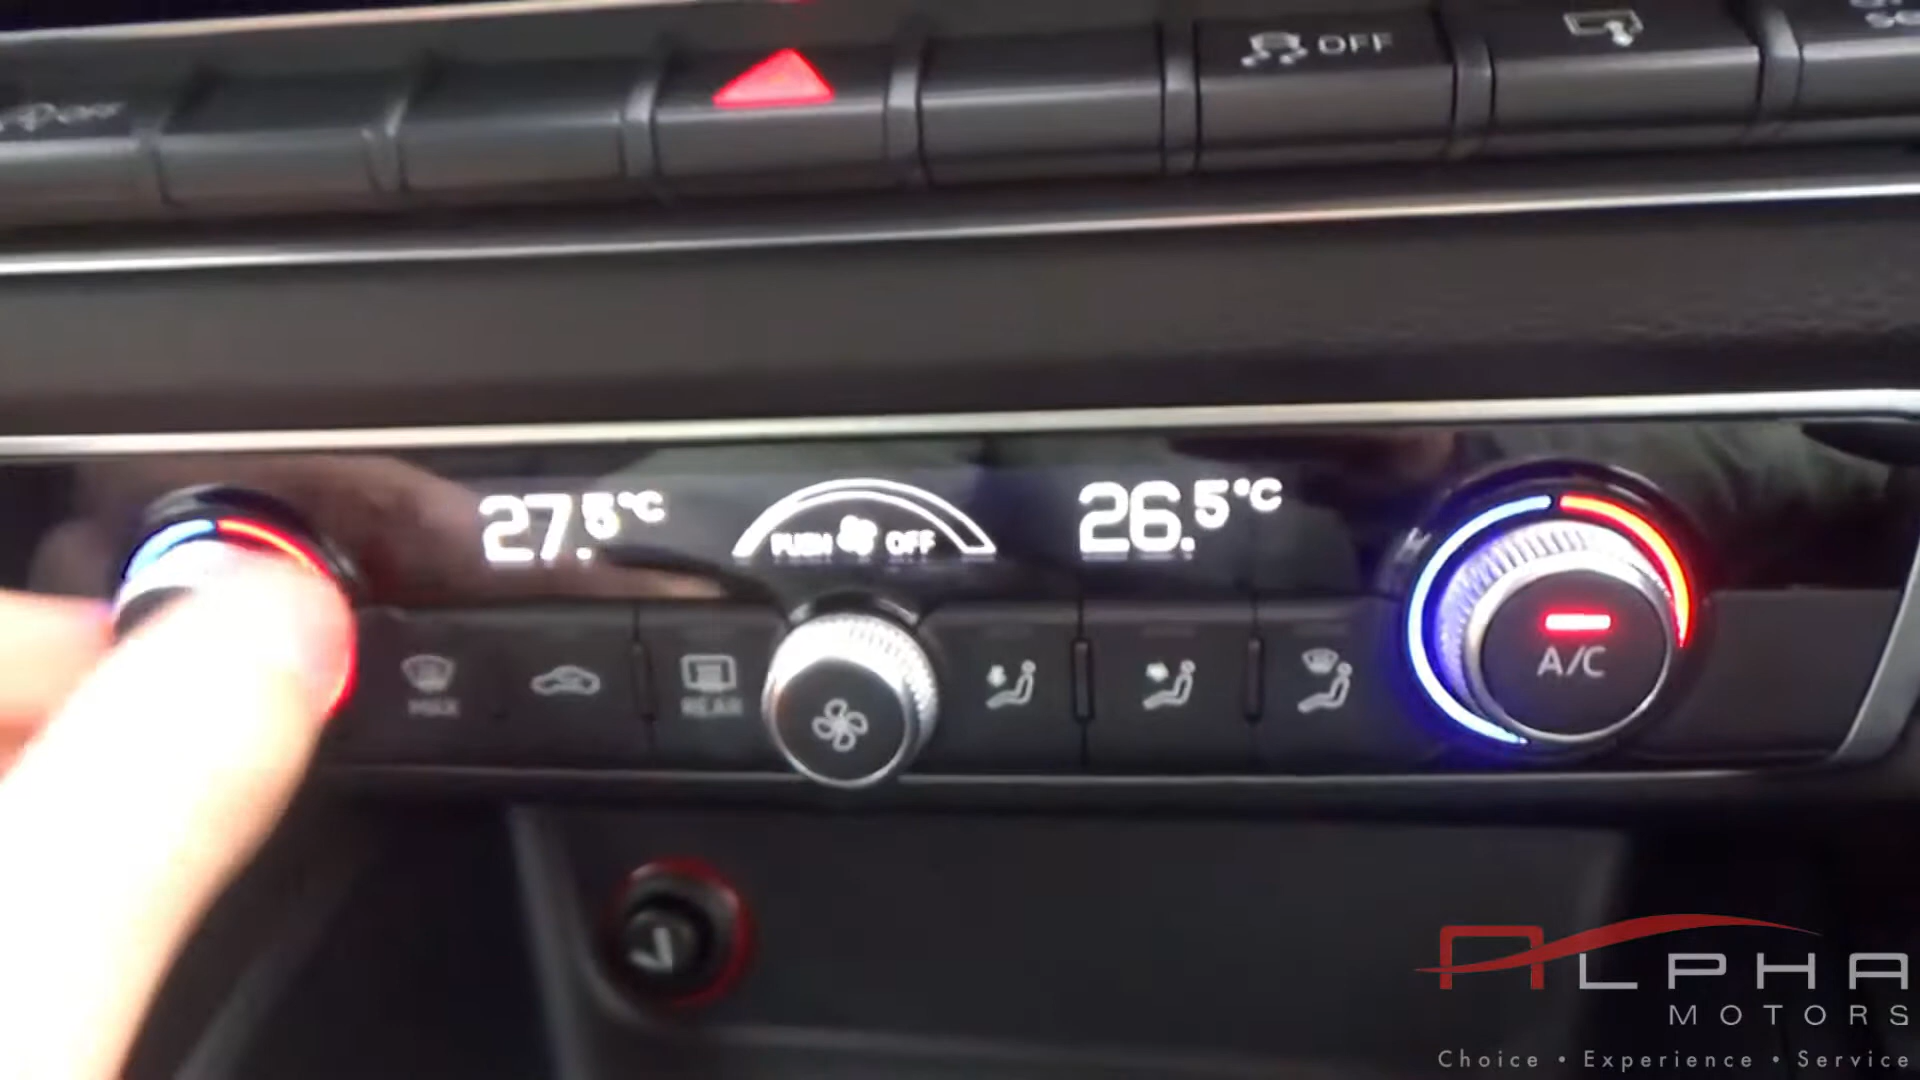 OFF
27.5°C
PUSH OFF
26.5°C
MAX
REAR
A/C
ALPHA
MOTORS
Choice • Experience • Service